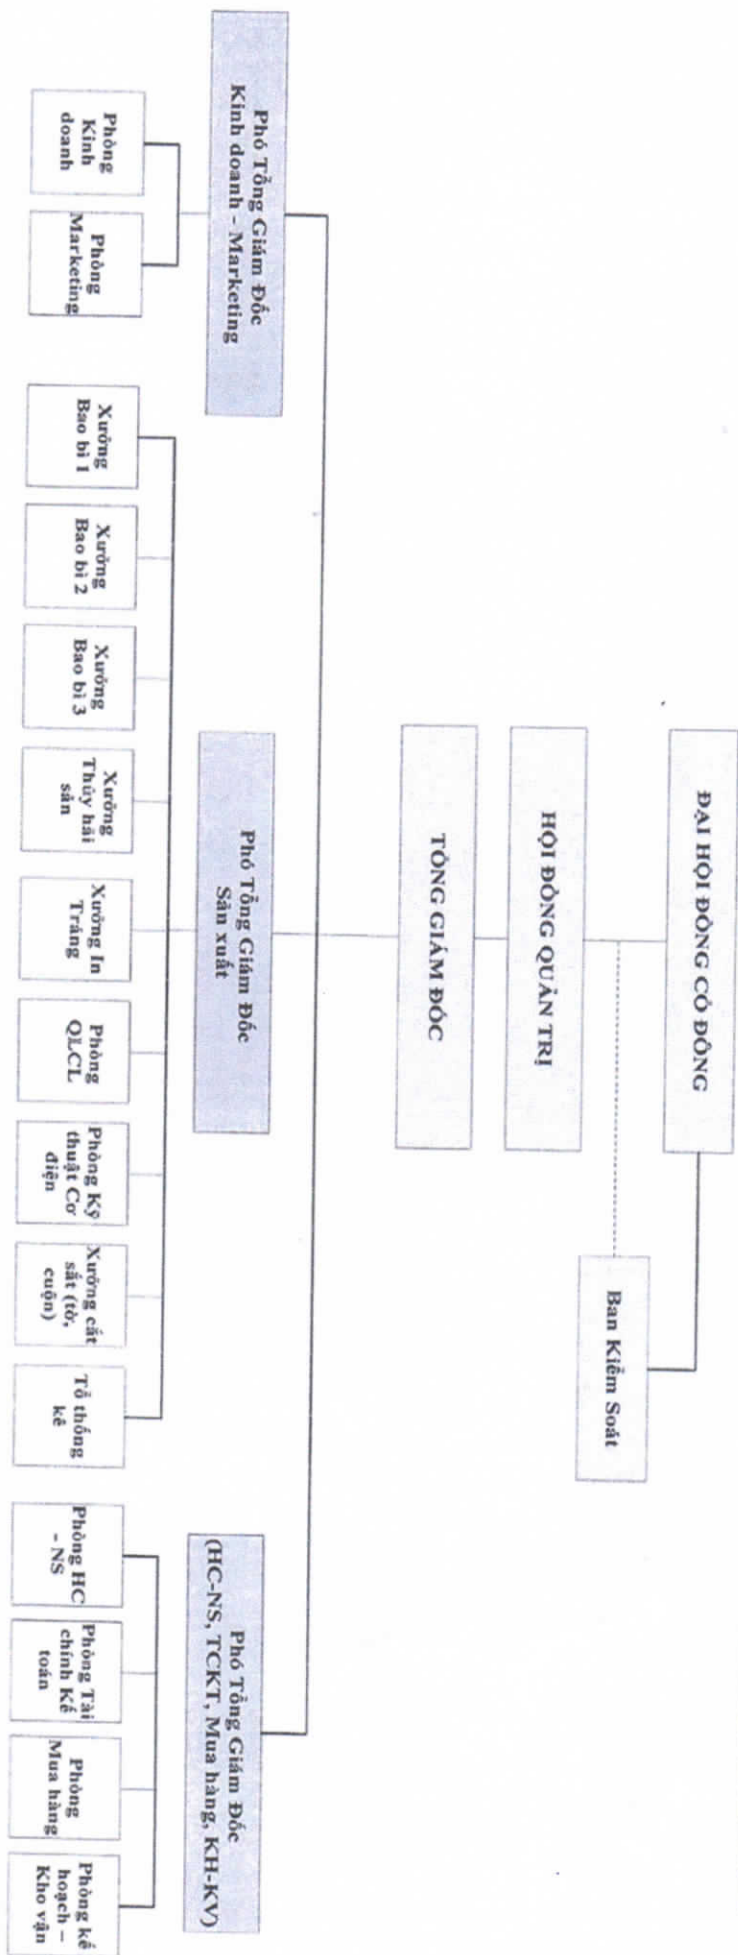 ĐẠI HỘI ĐỒNG CỔ ĐÔNG
Ban Kiểm Soát
HỘI ĐỒNG QUẢN TRỊ
TỔNG GIÁM ĐỐC
Phó Tổng Giám Đốc
Kinh doanh - Marketing
Phó Tổng Giám Đốc
Sản xuất
Phó Tổng Giám Đốc
(HC-NS, TCKT, Mua hàng, KH-KV)
Phòng
Kinh
doanh
Phòng
Marketing
Xưởng
Bao bì 1
Xưởng
Bao bì 2
Xưởng
Bao bì 3
Xưởng
Thủy hải
sản
Xưởng In
Tráng
Phòng
QLCL
Phòng Kỹ
thuật Cơ
điện
Xưởng cắt
sắt (tờ,
cuộn)
Tổ thống
kê
Phòng HC
- NS
Phòng Tài
chính Kế
toán
Phòng
Mua hàng
Phòng kế
hoạch –
Kho vận